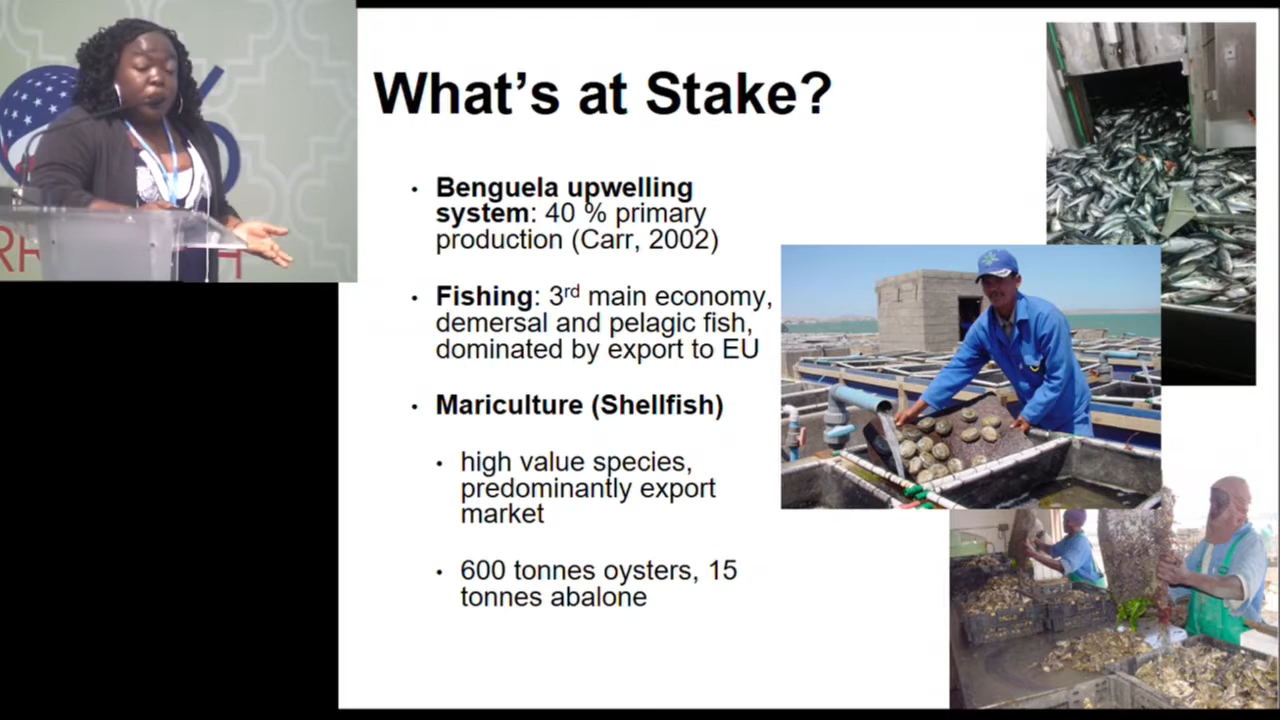 What's at Stake?
• Benguela upwelling
system: 40 % primary
production (Carr, 2002)
• Fishing: 3rd main economy,
demersal and pelagic fish,
dominated by export to EU
• Mariculture (Shellfish)
• high value species,
predominantly export
market
• 600 tonnes oysters, 15
tonnes abalone